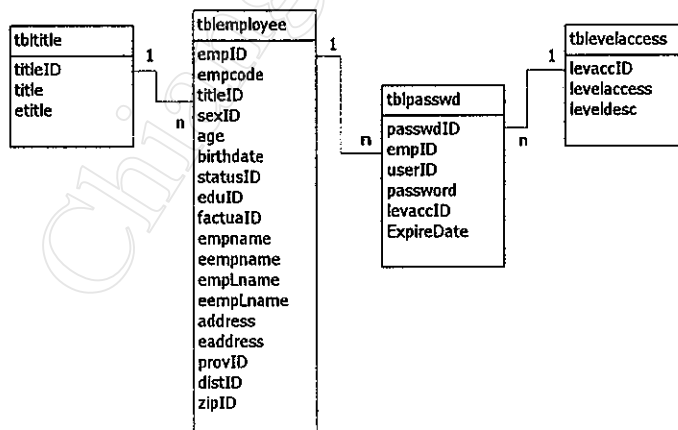 tbltitle
titleID
title
etitle
1
n
tblemployee
empID
empcode
titleID
sexID
age
birthdate
statusID
eduID
factuaID
empname
eempname
empLname
eempLname
address
eaddress
provID
distID
zipID
1
n
tblpasswd
passwdID
empID
userID
password
levaccID
ExpireDate
1
n
tblevelaccess
levaccID
levelaccess
leveldesc
Chiang